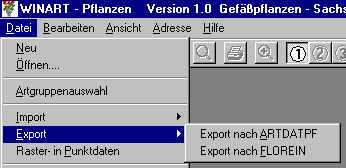 WINART - Pflanzen Version 1.0 Gefäßpflanzen - Sachs
Datei Bearbeiten Ansicht Adresse Hilfe
Neu
Öffnen....
Artgruppenauswahl
Import
Export
Export nach ARTDATPF
Export nach FLOREIN
Raster- in Punktdaten
1 2 3